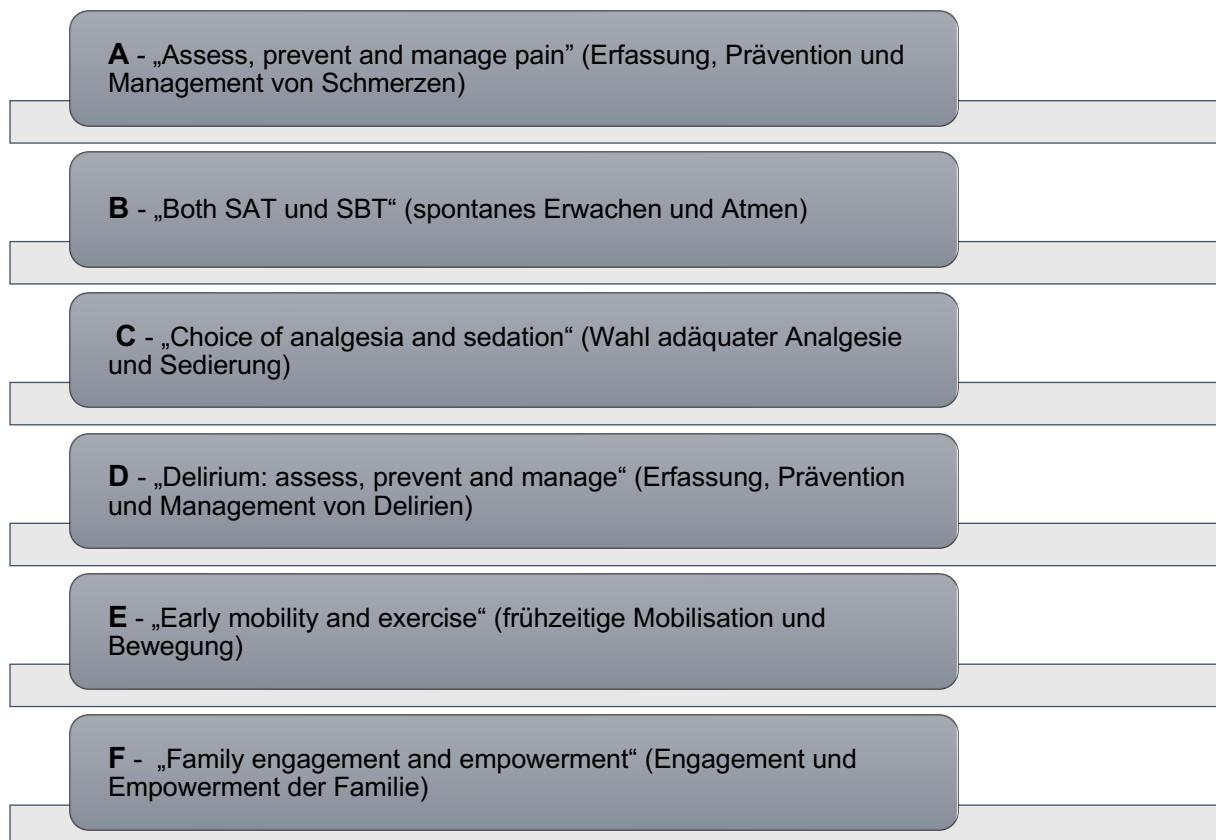 A - „Assess, prevent and manage pain” (Erfassung, Prävention und
Management von Schmerzen)
B - „Both SAT und SBT“ (spontanes Erwachen und Atmen)
C - „Choice of analgesia and sedation“ (Wahl adäquater Analgesie
und Sedierung)
D - „Delirium: assess, prevent and manage“ (Erfassung, Prävention
und Management von Delirien)
E - „Early mobility and exercise“ (frühzeitige Mobilisation und
Bewegung)
F - „Family engagement and empowerment“ (Engagement und
Empowerment der Familie)